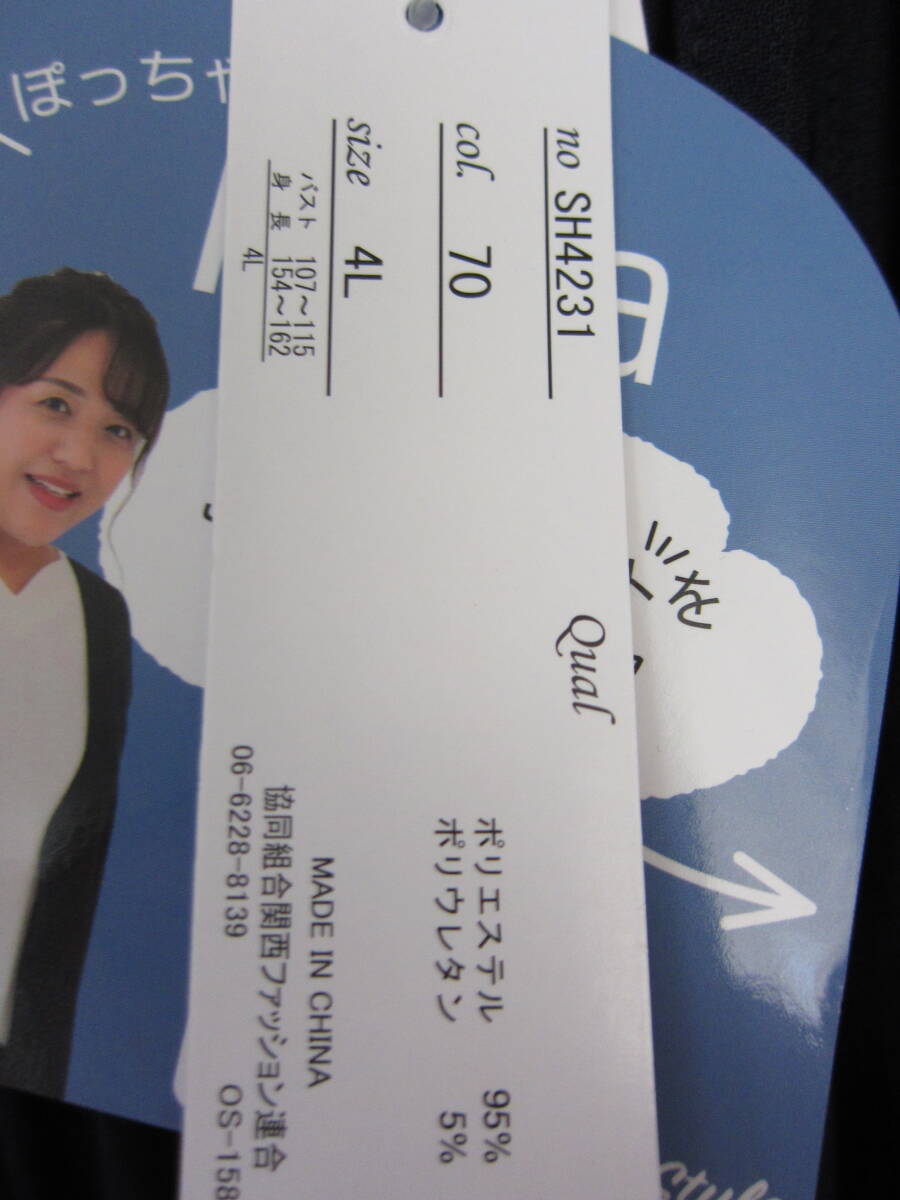 no SH4231
col. 70
size 4L
バスト 107～115
身長 154～162
4L
Qual
ポリエステル 95%
ポリウレタン 5%
MADE IN CHINA
協同組合関西ファッション連合
06-6228-8139
OS-158
ぽっちゃ
a
を